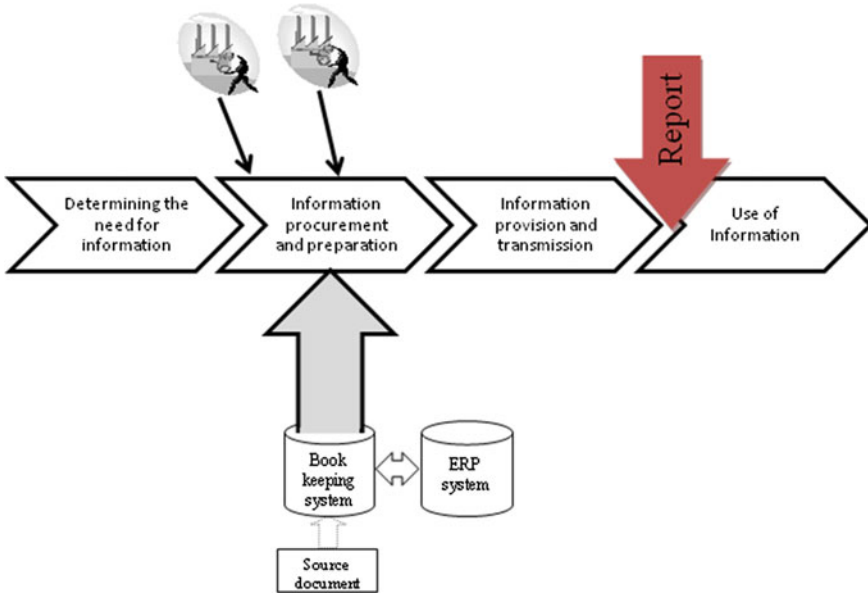 Report
Determining the
need for
information
Information
procurement
and preparation
Information
provision and
transmission
Use of
Information
Book
keeping
system
ERP
system
Source
document